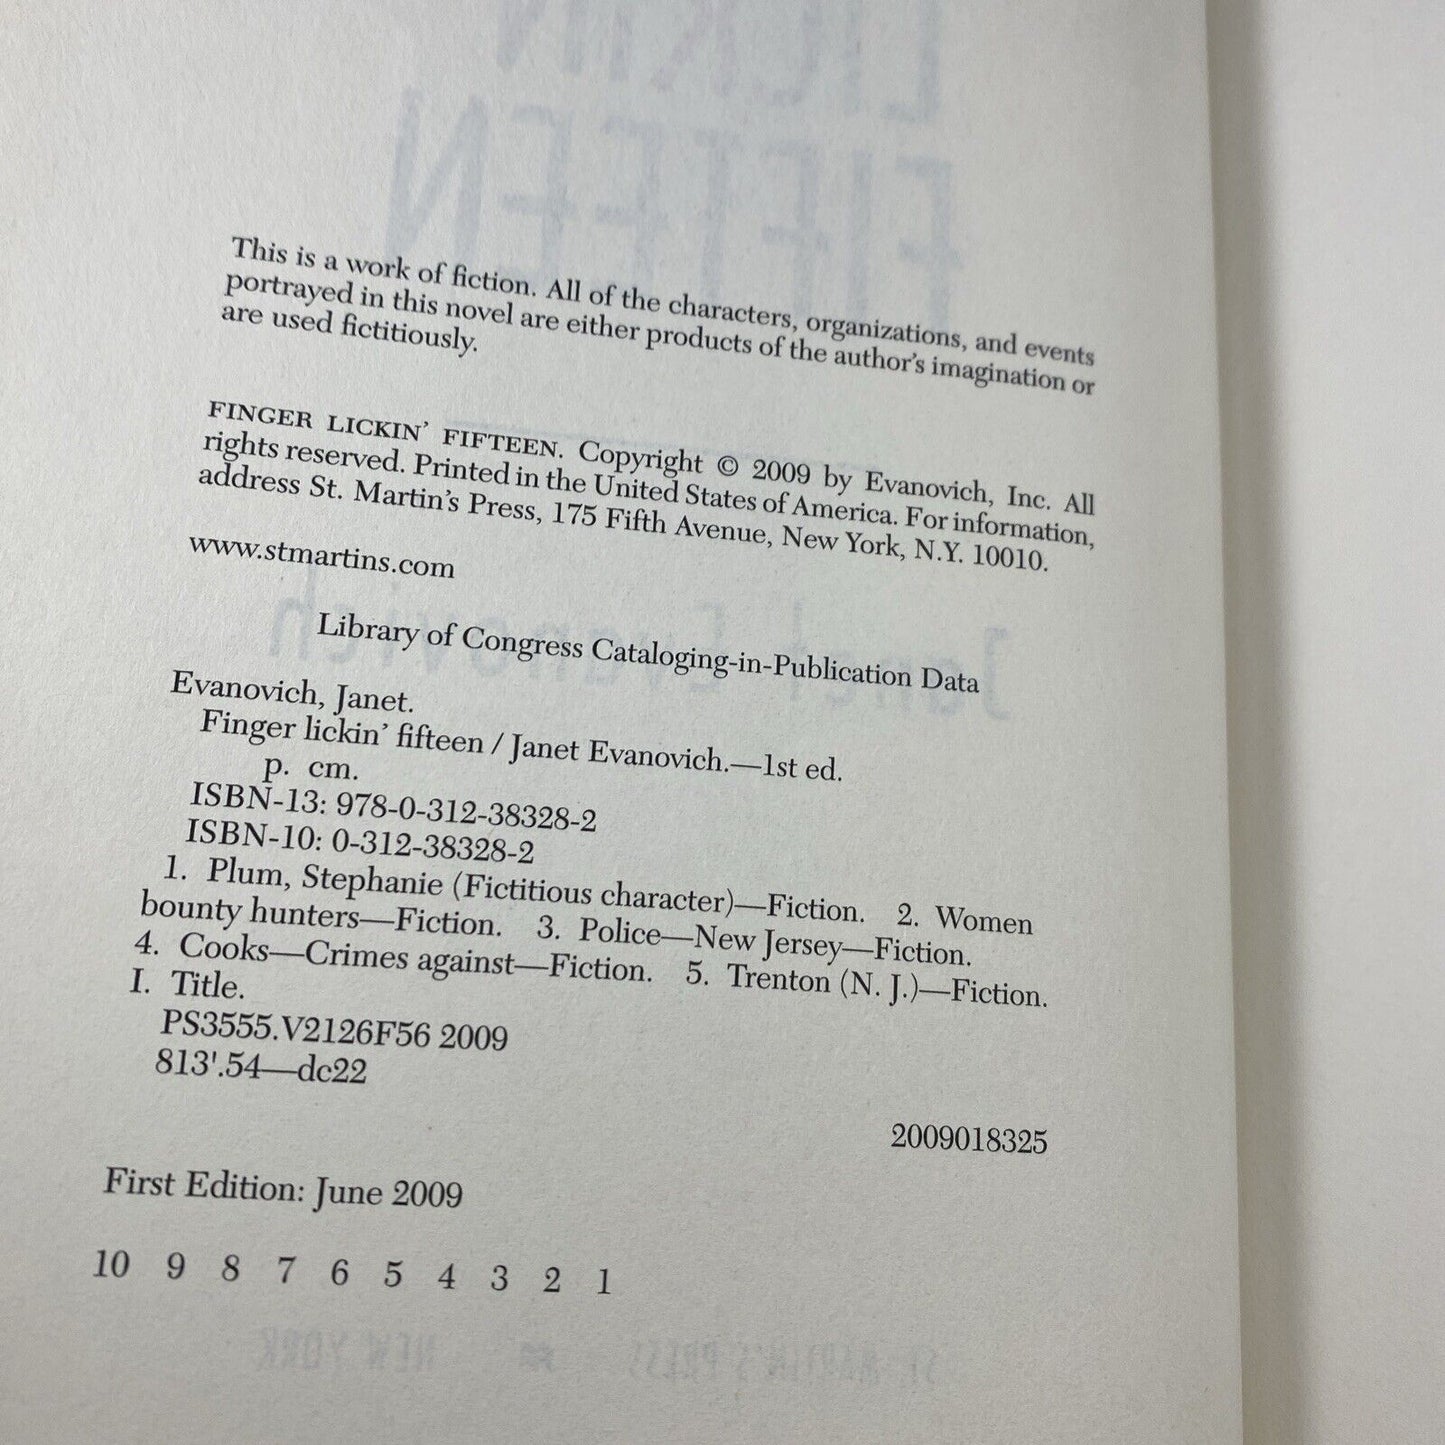 This is a work of fiction. All of the characters, organizations, and events
portrayed in this novel are either products of the author's imagination or
are used fictitiously.
FINGER LICKIN' FIFTEEN. Copyright © 2009 by Evanovich, Inc. All
rights reserved. Printed in the United States of America. For information,
address St. Martin's Press, 175 Fifth Avenue, New York, N.Y. 10010.
www.stmartins.com
Library of Congress Cataloging-in-Publication Data
Evanovich, Janet.
Finger lickin' fifteen / Janet Evanovich.—1st ed.
p. cm.
ISBN-13: 978-0-312-38328-2
ISBN-10: 0-312-38328-2
1. Plum, Stephanie (Fictitious character)—Fiction. 2. Women
bounty hunters—Fiction. 3. Police—New Jersey—Fiction.
4. Cooks—Crimes against—Fiction. 5. Trenton (N. J.)—Fiction.
I. Title.
PS3555.V2126F56 2009
813'.54—dc22
2009018325
First Edition: June 2009
10 9 8 7 6 5 4 3 2 1